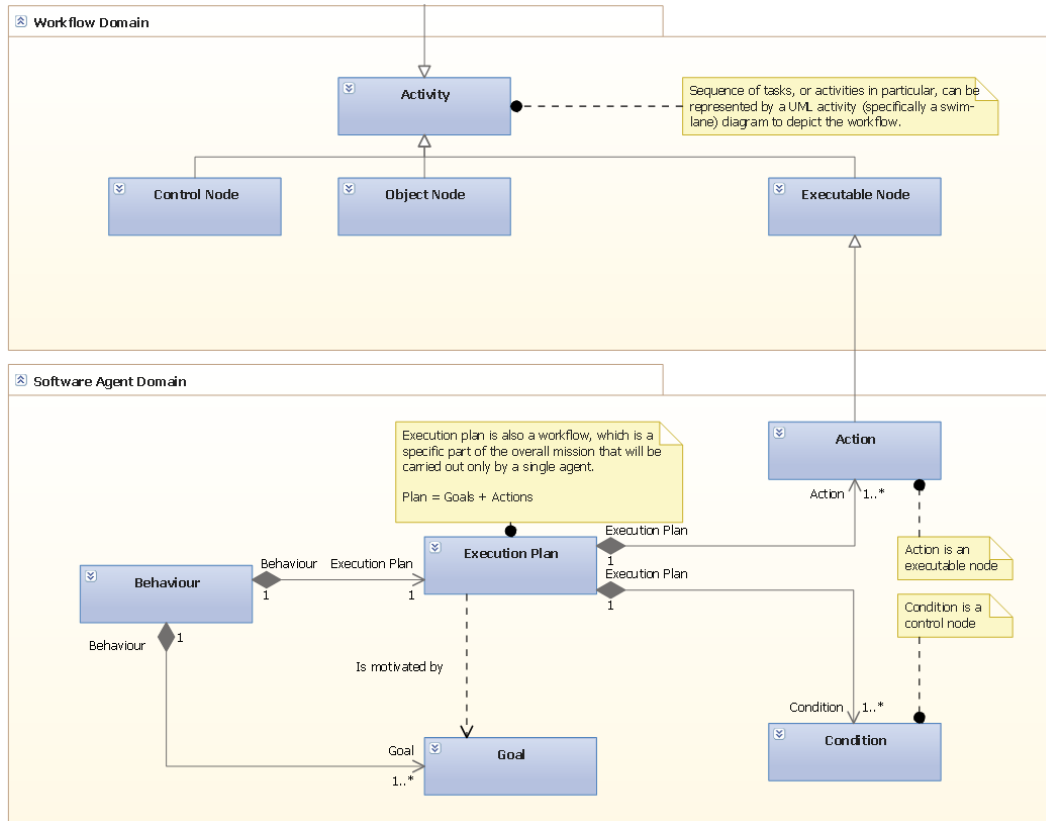 Workflow Domain
Activity
Sequence of tasks, or activities in particular, can be
represented by a UML activity (specifically a swim-
lane) diagram to depict the workflow.
Control Node
Object Node
Executable Node
Software Agent Domain
Execution plan is also a workflow, which is a
specific part of the overall mission that will be
carried out only by a single agent.
Plan = Goals + Actions
Action
Action
1..*
Execution Plan
1
Action is an
executable node
Execution Plan
Execution Plan
1
Behaviour
Behaviour
1
Execution Plan
1
Condition is a
control node
Behaviour
1
Is motivated by
Condition
1..*
Condition
Goal
1..*
Goal